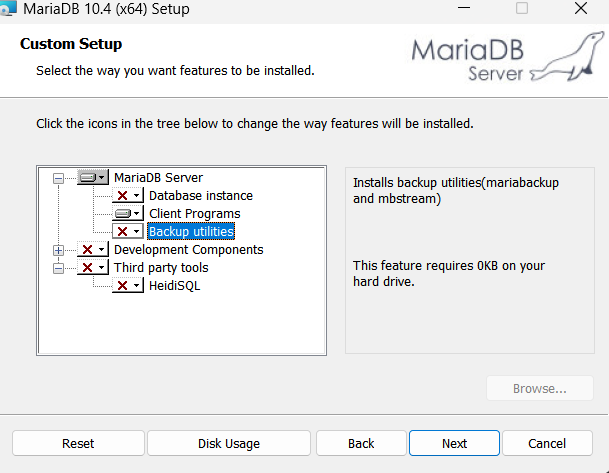 MariaDB 10.4 (x64) Setup
Custom Setup
Select the way you want features to be installed.
MariaDB
Server
Click the icons in the tree below to change the way features will be installed.
MariaDB Server
Database instance
Client Programs
Backup utilities
Development Components
Third party tools
HeidiSQL
Installs backup utilities(mariabackup
and mbstream)
This feature requires 0KB on your
hard drive.
Browse...
Reset
Disk Usage
Back
Next
Cancel